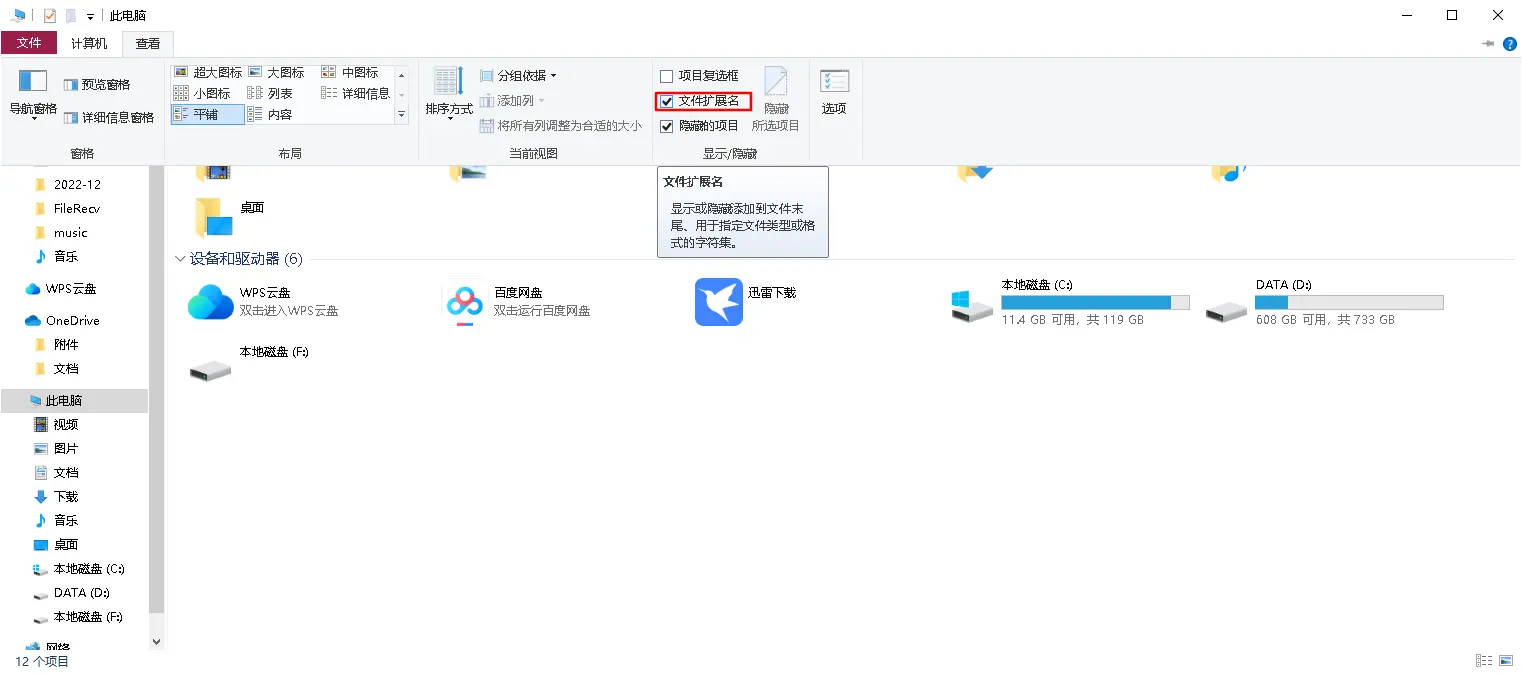 此电脑
文件 计算机 查看
导航窗格
预览窗格
详细信息窗格
窗格
超大图标 大图标 中图标
小图标 列表 详细信息
平铺 内容
布局
排序方式
分组依据
添加列
将所有列调整为合适的大小
当前视图
项目复选框
文件扩展名
隐藏的项目
隐藏
所选项目
显示/隐藏
选项
文件扩展名
显示或隐藏添加到文件末
尾、用于指定文件类型或格
式的字符集。
2022-12
FileRecv
music
音乐
WPS云盘
OneDrive
附件
文档
此电脑
视频
图片
文档
下载
音乐
桌面
本地磁盘 (C:)
DATA (D:)
本地磁盘 (F:)
网络
桌面
设备和驱动器 (6)
WPS云盘
双击进入WPS云盘
百度网盘
双击运行百度网盘
迅雷下载
本地磁盘 (C:)
11.4 GB 可用, 共 119 GB
DATA (D:)
608 GB 可用, 共 733 GB
本地磁盘 (F:)
12 个项目